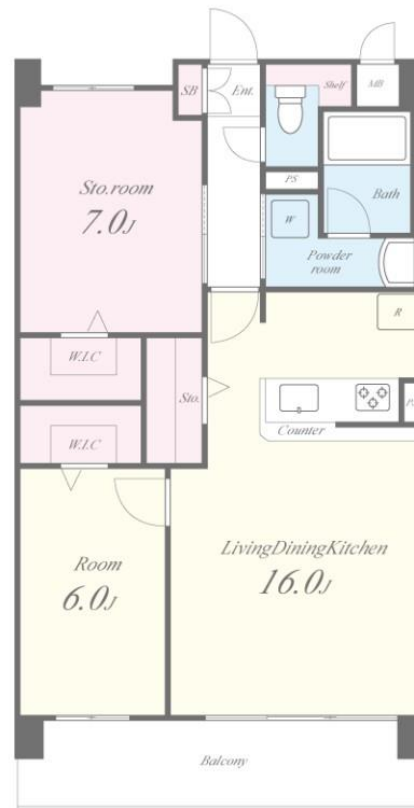 SB
Ent.
Shelf
MB
Sto.room
7.0J
PS
W
Bath
Powder
room
R
W.I.C
Sto.
W.I.C
Counter
Room
6.0J
LivingDiningKitchen
16.0J
Balcony